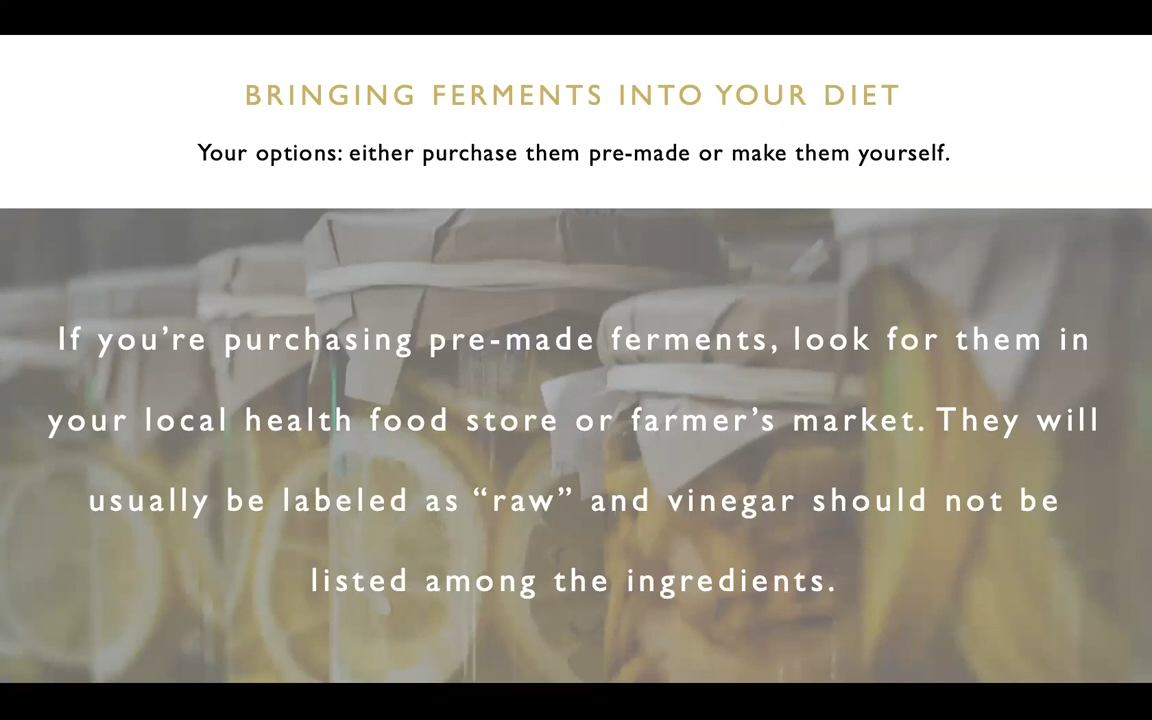 BRINGING FERMENTS INTO YOUR DIET
Your options: either purchase them pre-made or make them yourself.
If you’re purchasing pre-made ferments, look for them in
your local health food store or farmer’s market. They will
usually be labeled as “raw” and vinegar should not be
listed among the ingredients.